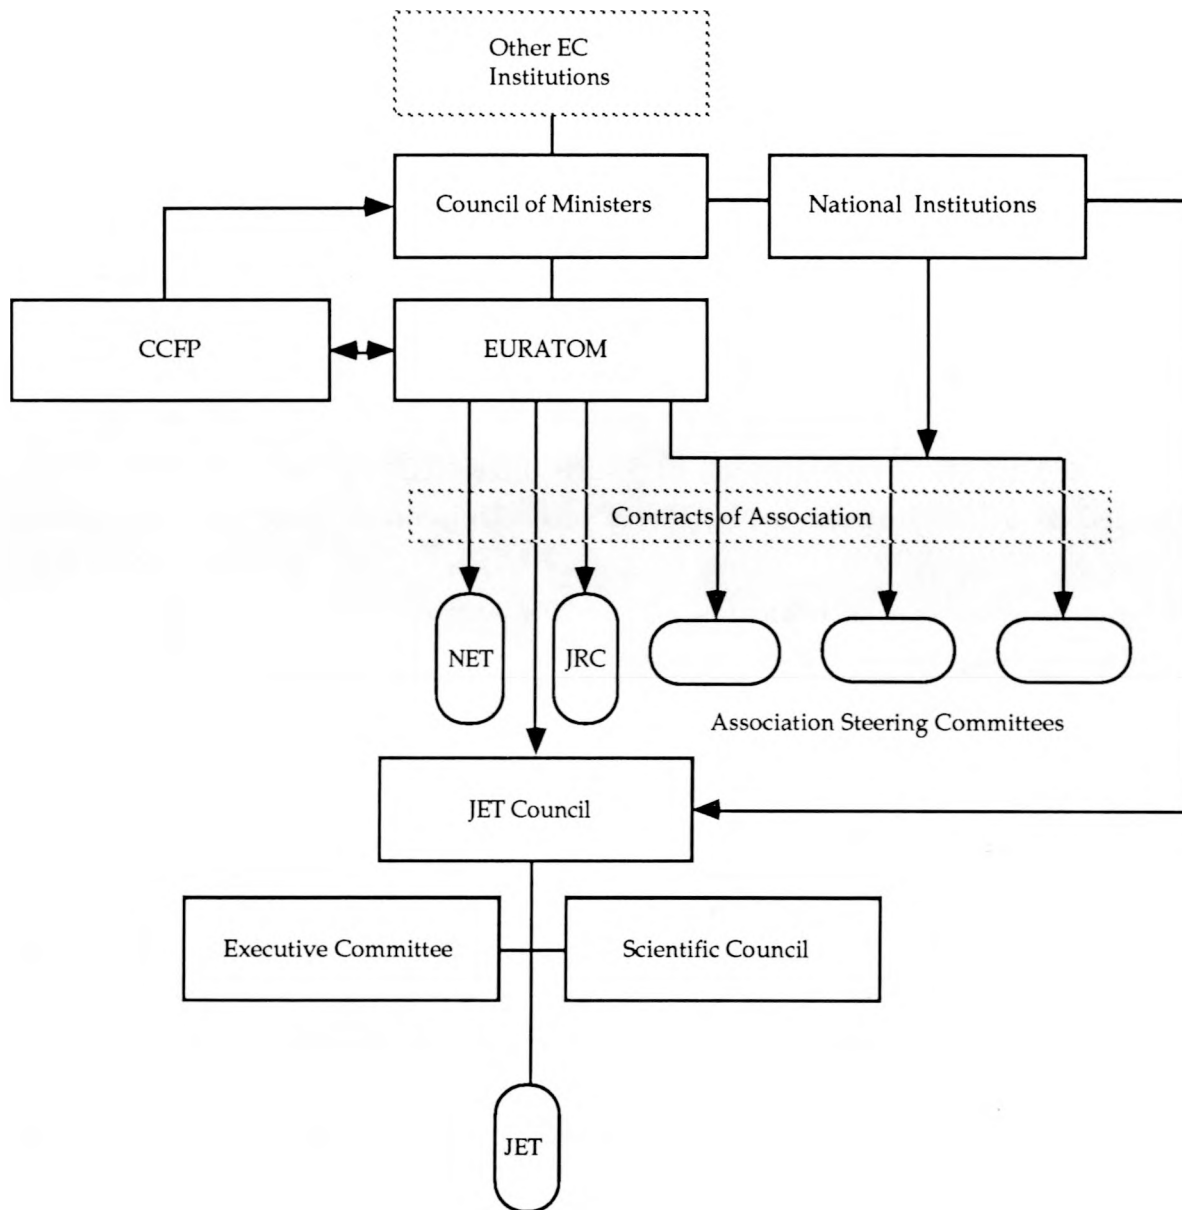 Other EC
Institutions
Council of Ministers
National Institutions
CCFP
EURATOM
Contracts of Association
NET
JRC
Association Steering Committees
JET Council
Executive Committee
Scientific Council
JET